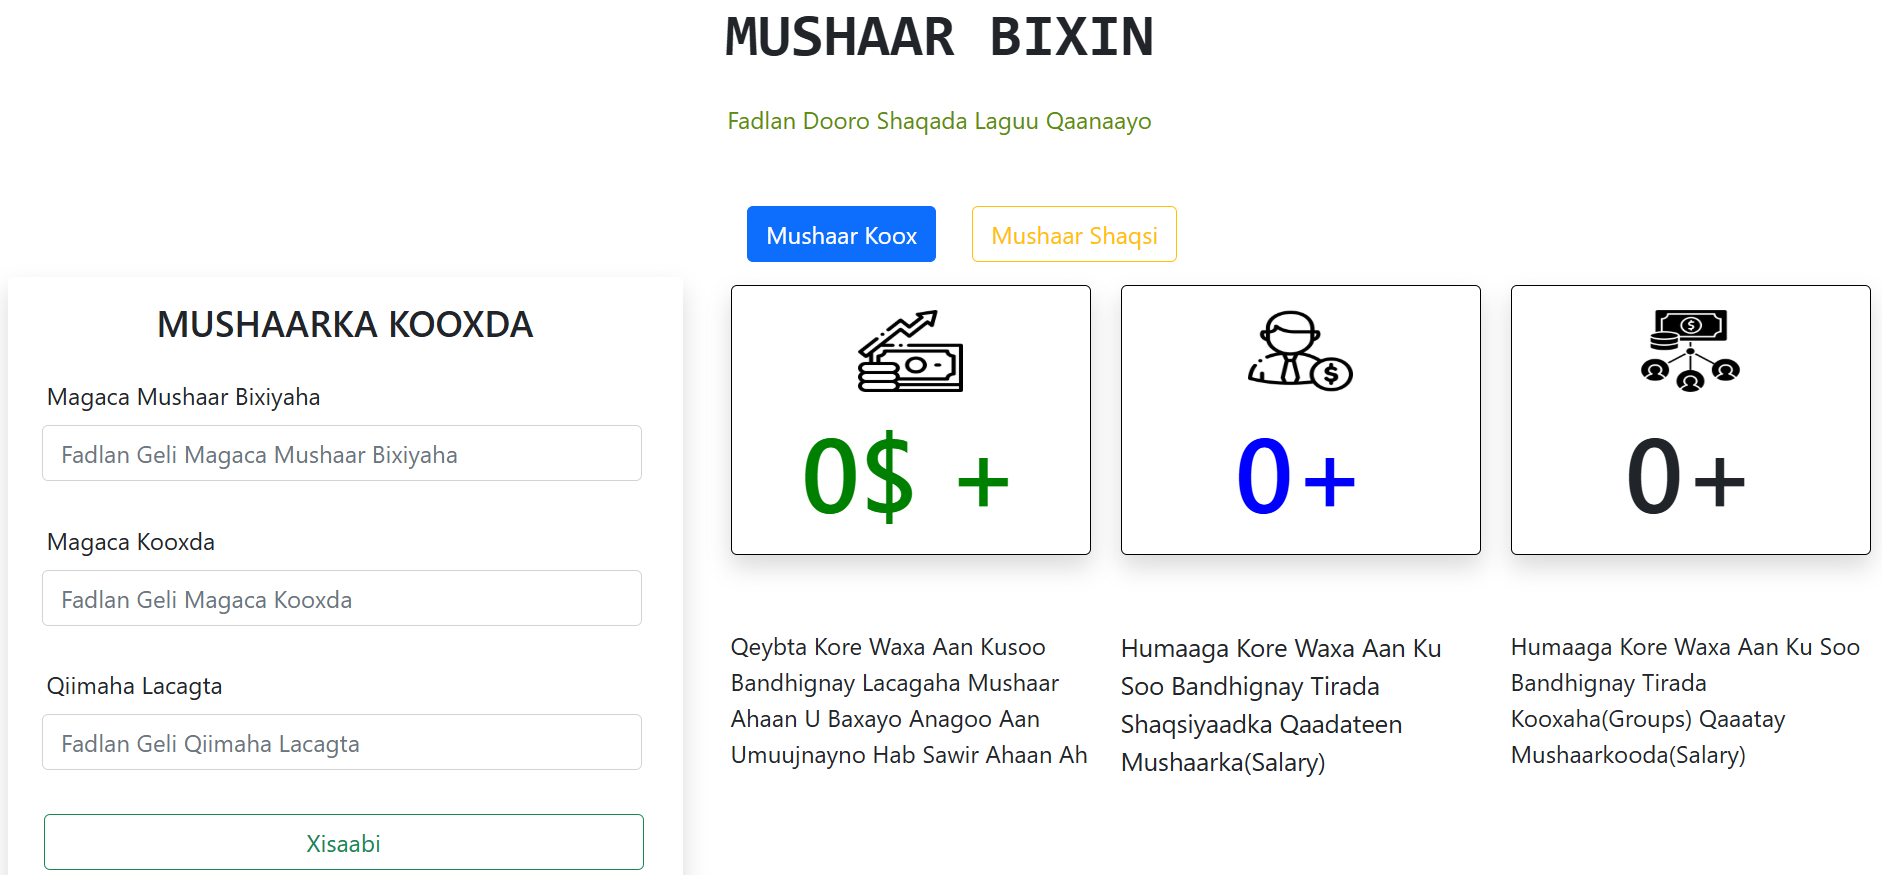 MUSHAAR BIXIN
Fadlan Dooro Shaqada Laguu Qaanaayo
Mushaar Koox
Mushaar Shaqsi
MUSHAARKA KOOXDA
Magaca Mushaar Bixiyaha
Fadlan Geli Magaca Mushaar Bixiyaha
Magaca Kooxda
Fadlan Geli Magaca Kooxda
Qiimaha Lacagta
Fadlan Geli Qiimaha Lacagta
Xisaabi
0$ +
Qeybta Kore Waxa Aan Kusoo
Bandhignay Lacagaha Mushaar
Ahaan U Baxayo Anagoo Aan
Umuujnayno Hab Sawir Ahaan Ah
0+
Humaaga Kore Waxa Aan Ku
Soo Bandhignay Tirada
Shaqsiyaadka Qaadateen
Mushaarka(Salary)
0+
Humaaga Kore Waxa Aan Ku Soo
Bandhignay Tirada
Kooxaha(Groups) Qaaatay
Mushaarkooda(Salary)